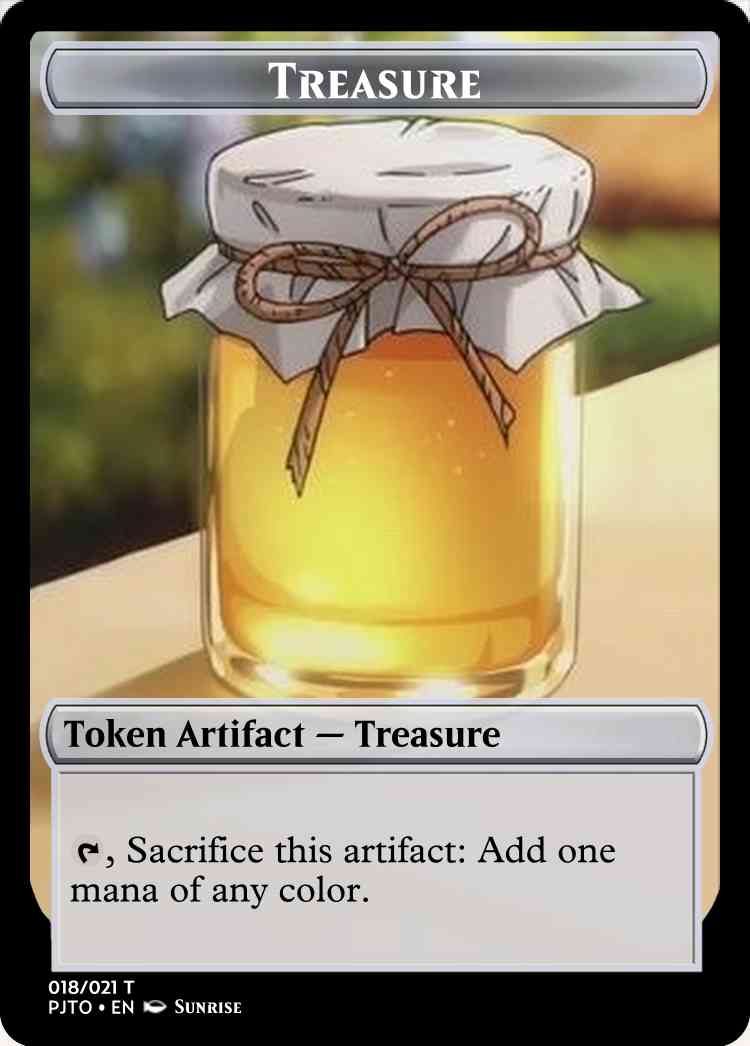 Treasure
Token Artifact — Treasure
, Sacrifice this artifact: Add one
mana of any color.
018/021 T
PJTO • EN Sunrise